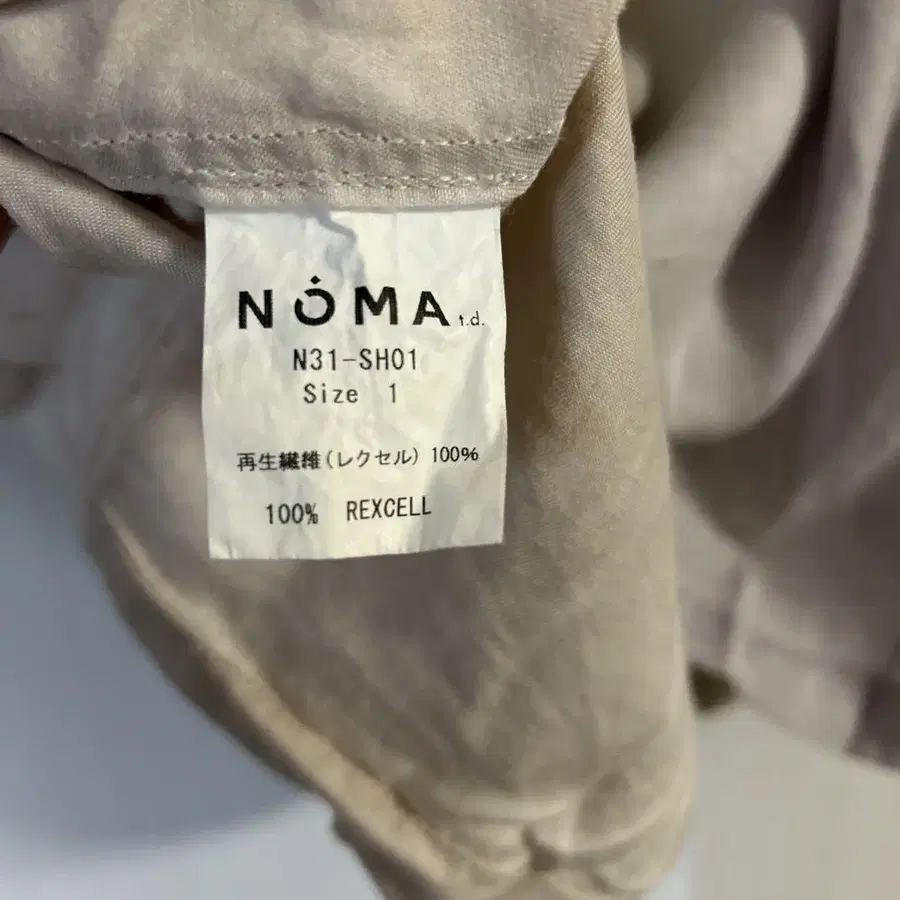 NOMA t.d.
N31-SH01
Size 1
再生繊維(レクセル) 100%
100% REXCELL